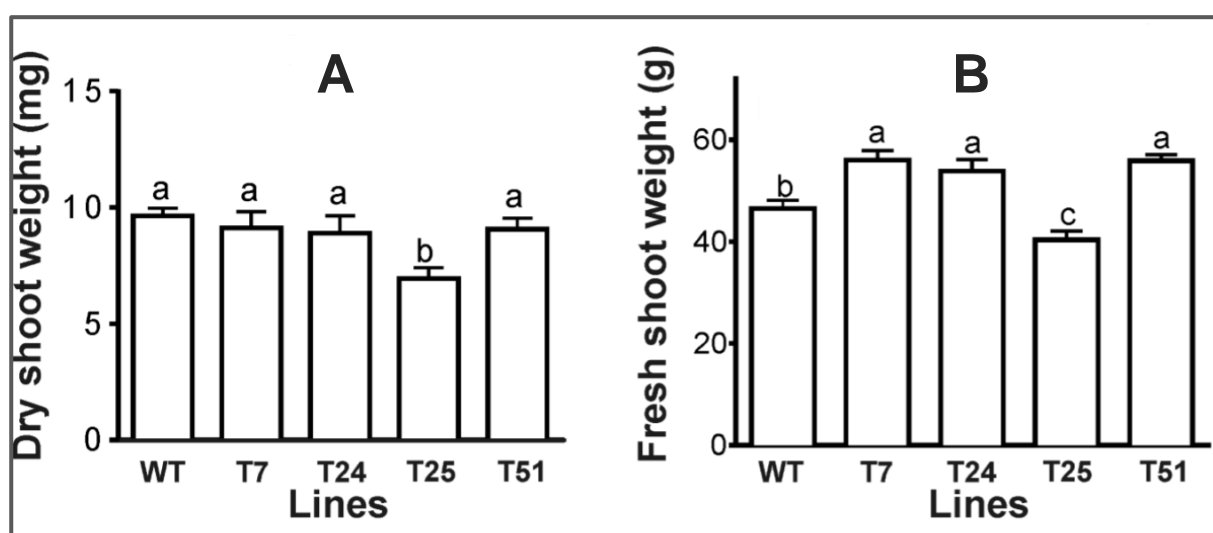 A
Dry shoot weight (mg)
15
10
5
0
a
a
a
b
a
WT T7 T24 T25 T51
Lines
B
Fresh shoot weight (g)
60
40
20
0
b
a
a
c
a
WT T7 T24 T25 T51
Lines